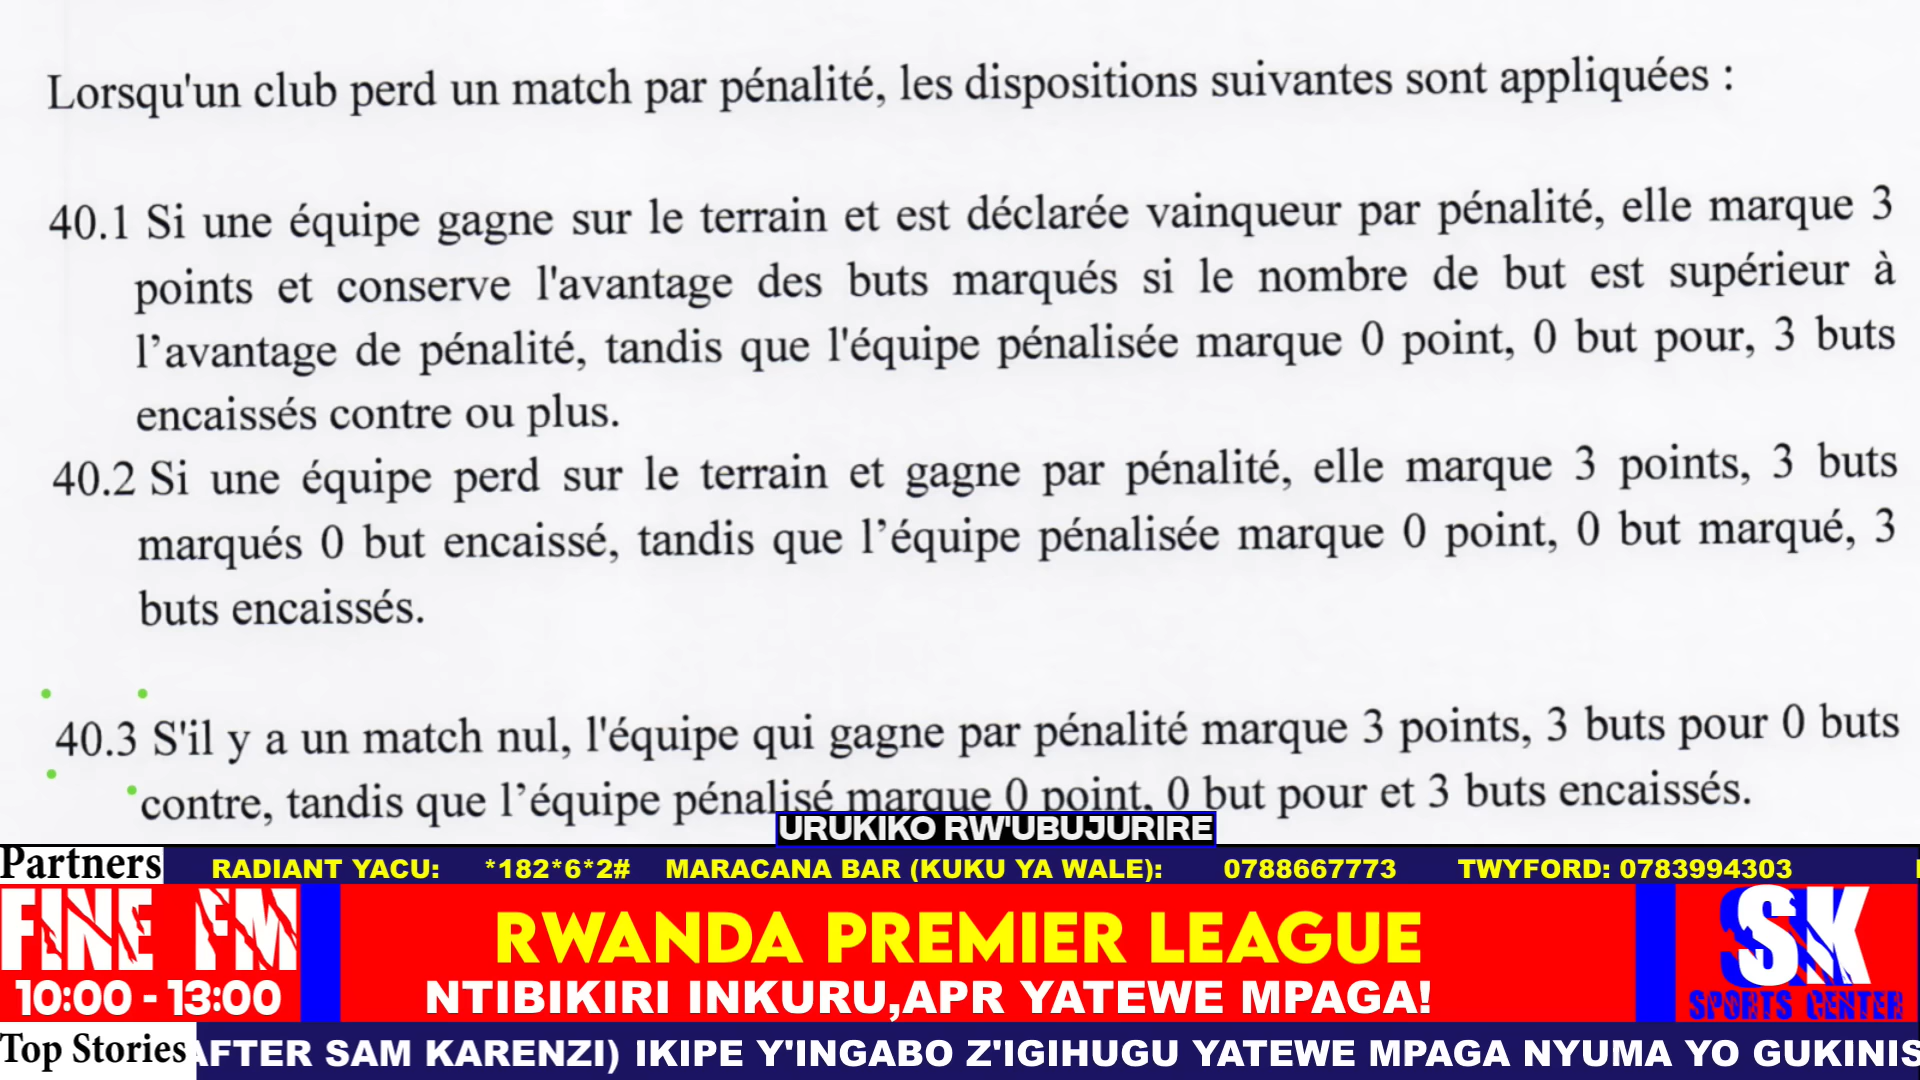 Lorsqu'un club perd un match par pénalité, les dispositions suivantes sont appliquées :
40.1 Si une équipe gagne sur le terrain et est déclarée vainqueur par pénalité, elle marque 3
points et conserve l'avantage des buts marqués si le nombre de but est supérieur à
l’avantage de pénalité, tandis que l'équipe pénalisée marque 0 point, 0 but pour, 3 buts
encaissés contre ou plus.
40.2 Si une équipe perd sur le terrain et gagne par pénalité, elle marque 3 points, 3 buts
marqués 0 but encaissé, tandis que l’équipe pénalisée marque 0 point, 0 but marqué, 3
buts encaissés.
40.3 S'il y a un match nul, l'équipe qui gagne par pénalité marque 3 points, 3 buts pour 0 buts
contre, tandis que l’équipe pénalisé marque 0 point, 0 but pour et 3 buts encaissés.
URUKIKO RW'UBUJURIRE
Partners RADIANT YACU: *182*6*2# MARACANA BAR (KUKU YA WALE): 0788667773 TWYFORD: 0783994303
FINE FM
10:00 - 13:00
RWANDA PREMIER LEAGUE
NTIBIKIRI INKURU,APR YATEWE MPAGA!
SK
SPORTS CENTER
Top Stories AFTER SAM KARENZI) IKIPE Y'INGABO Z'IGIHUGU YATEWE MPAGA NYUMA YO GUKINIS